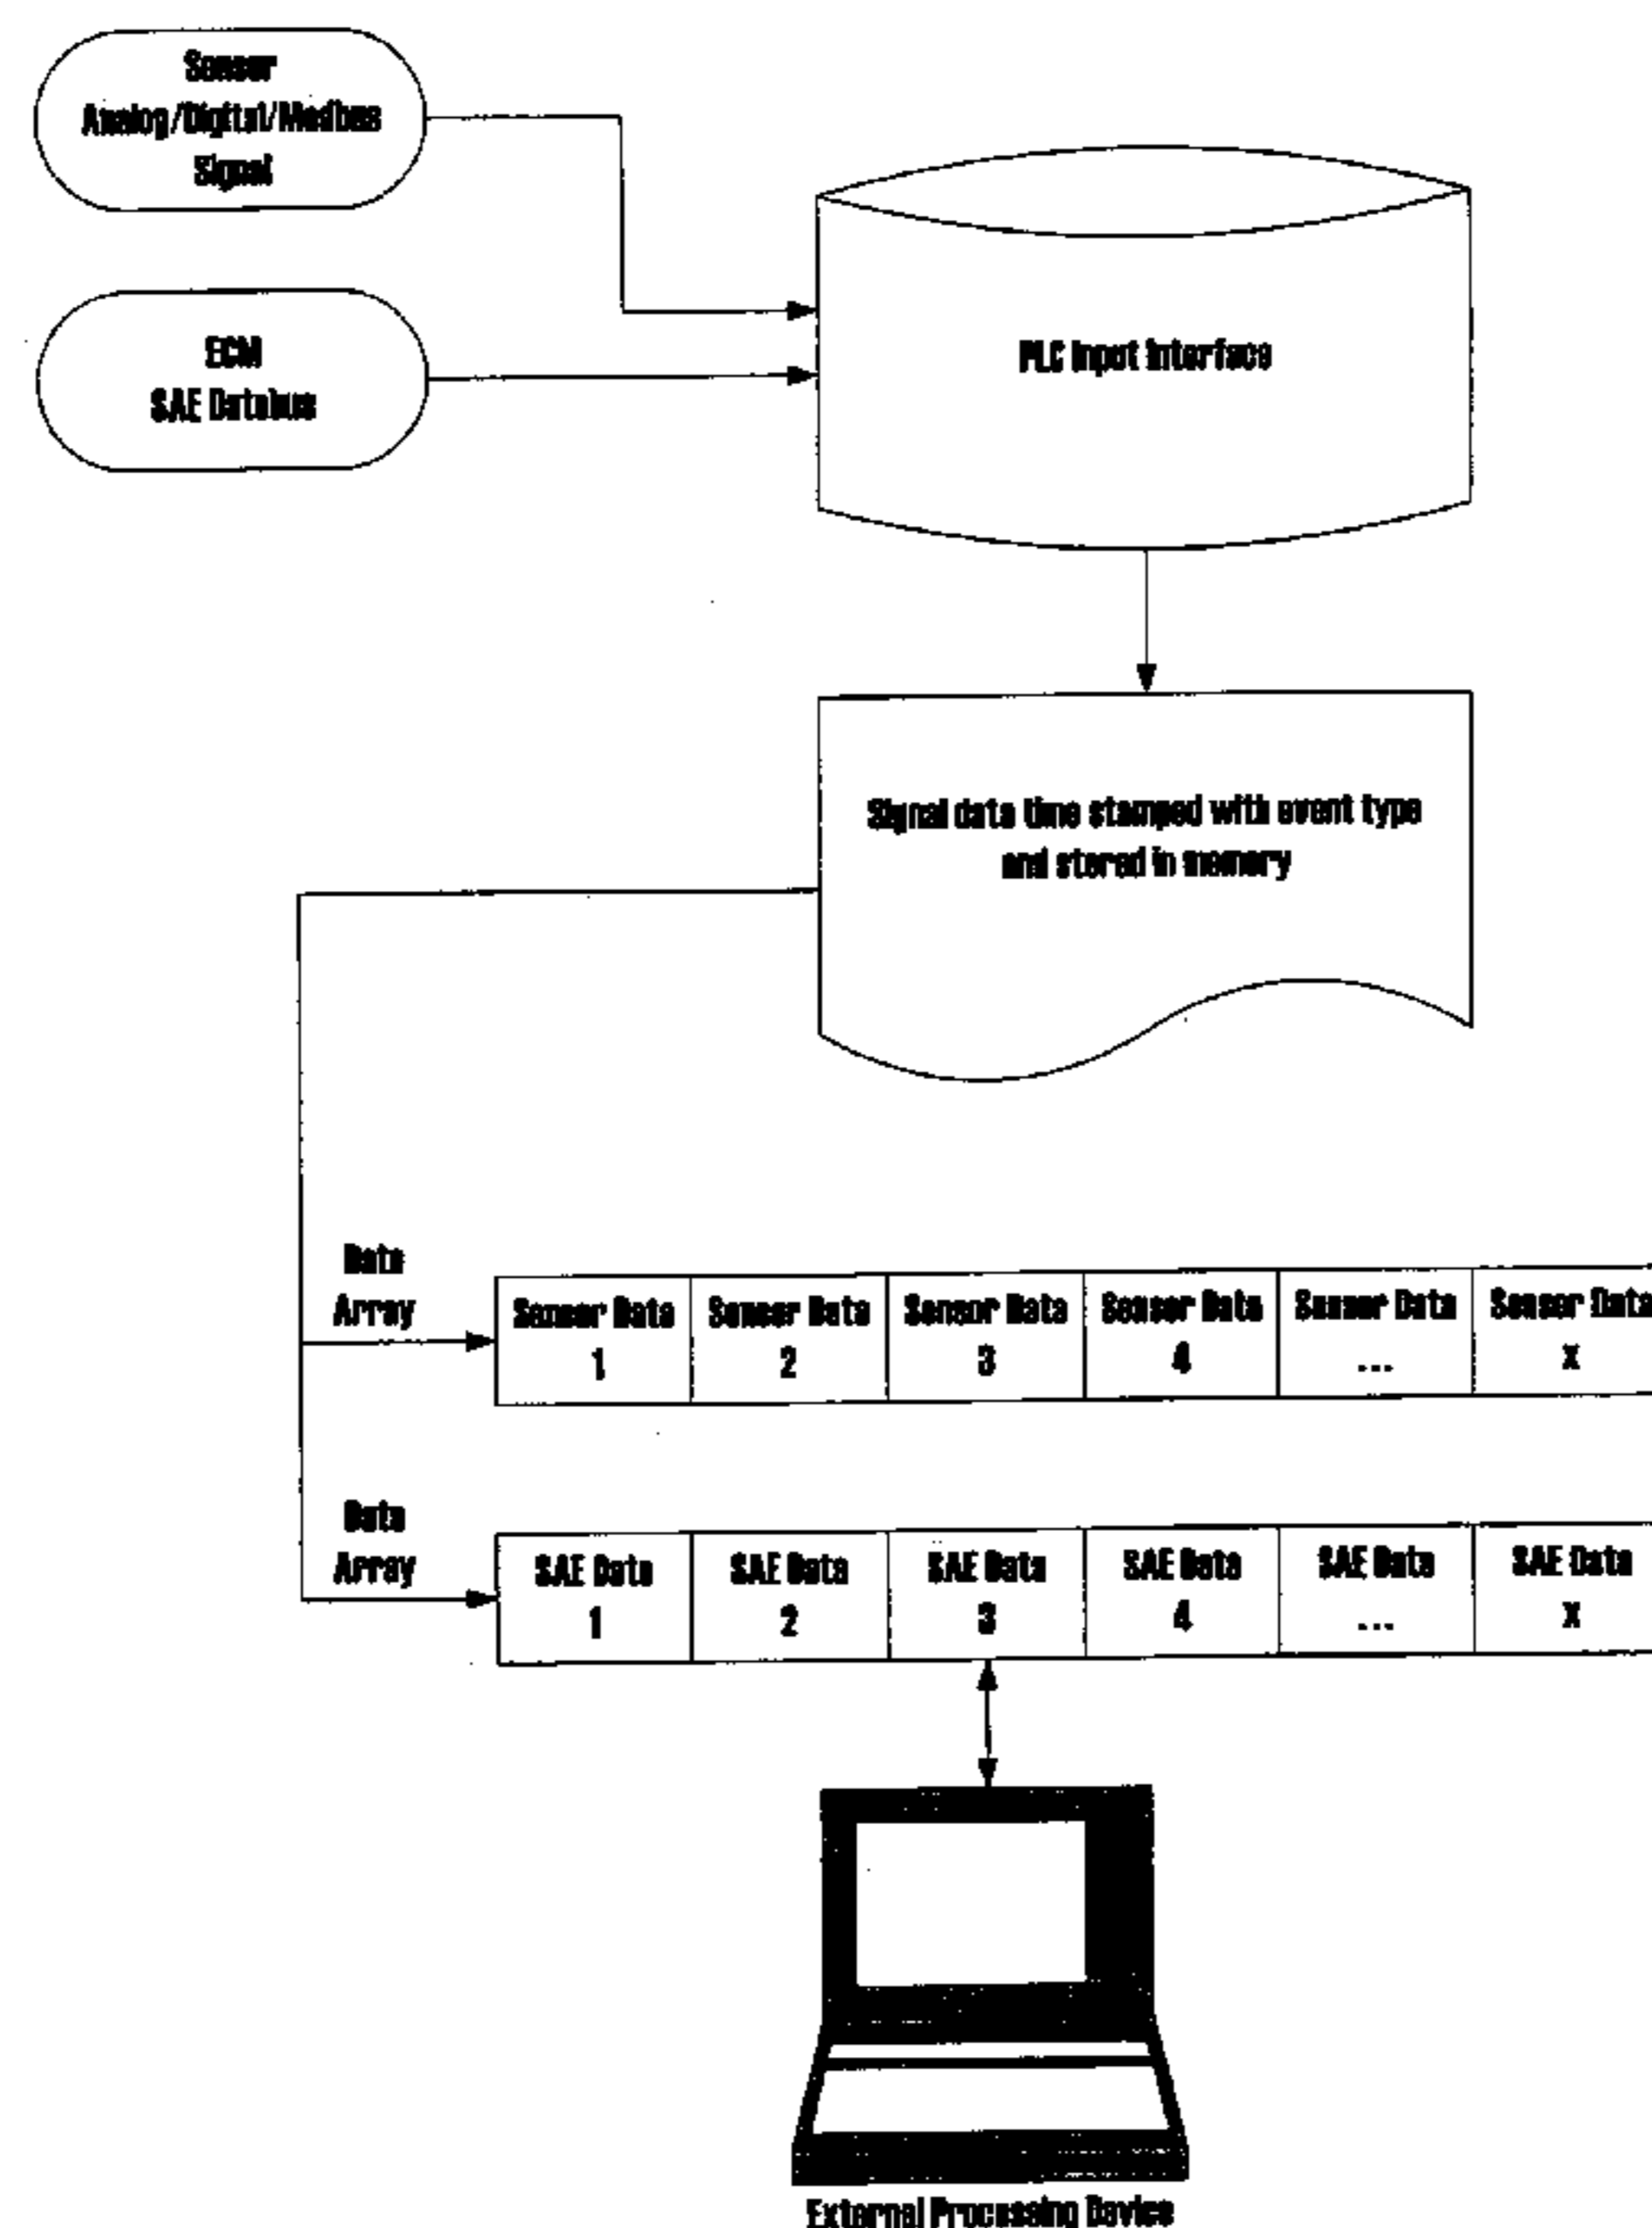 Sensor
Analog/Digital/Modbus
Signal
ECM
SAE Databus
PLC Input Interface
Signal data time stamped with event type
and stored in memory
Data
Array
Sensor Data
1
Sensor Data
2
Sensor Data
3
Sensor Data
4
Sensor Data
...
Sensor Data
x
Data
Array
SAE Data
1
SAE Data
2
SAE Data
3
SAE Data
4
SAE Data
...
SAE Data
x
External Processing Device